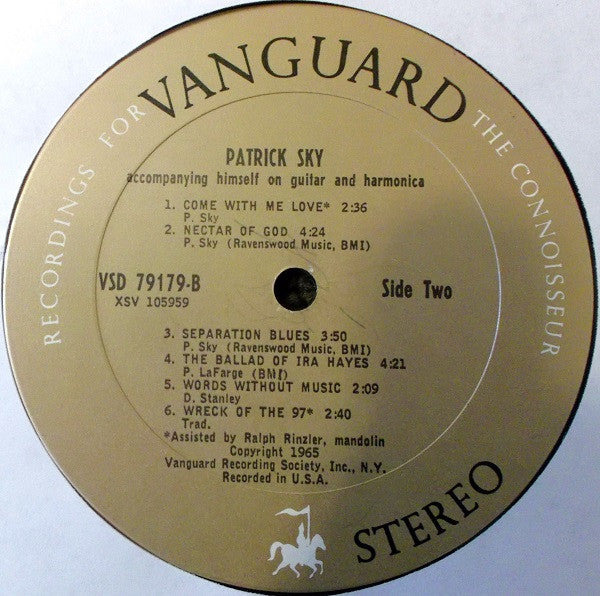 RECORDINGS FOR VANGUARD THE CONNOISSEUR
PATRICK SKY
accompanying himself on guitar and harmonica
1. COME WITH ME LOVE* 2:36
P. Sky
2. NECTAR OF GOD 4:24
P. Sky (Ravenswood Music, BMI)
VSD 79179-B
XSV 105959
Side Two
3. SEPARATION BLUES 3:50
P. Sky (Ravenswood Music, BMI)
4. THE BALLAD OF IRA HAYES 4:21
P. LaFarge (BMI)
5. WORDS WITHOUT MUSIC 2:09
D. Stanley
6. WRECK OF THE 97* 2:40
Trad.
*Assisted by Ralph Rinzler, mandolin
Copyright 1965
Vanguard Recording Society, Inc., N.Y.
Recorded in U.S.A.
STEREO